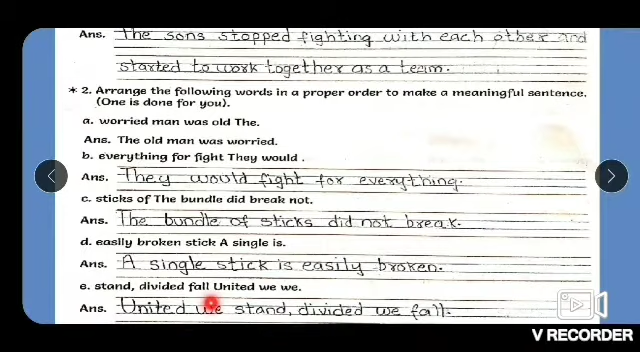 Ans. The sons stopped fighting with each other and
started to work together as a team.
* 2. Arrange the following words in a proper order to make a meaningful sentence.
(One is done for you).
a. worried man was old The.
Ans. The old man was worried.
b. everything for fight They would .
Ans. They would fight for everything.
c. sticks of The bundle did break not.
Ans. The bundle of sticks did not break.
d. easily broken stick A single is.
Ans. A single stick is easily broken.
e. stand, divided fall United we we.
Ans. United we stand, divided we fall.
V RECORDER